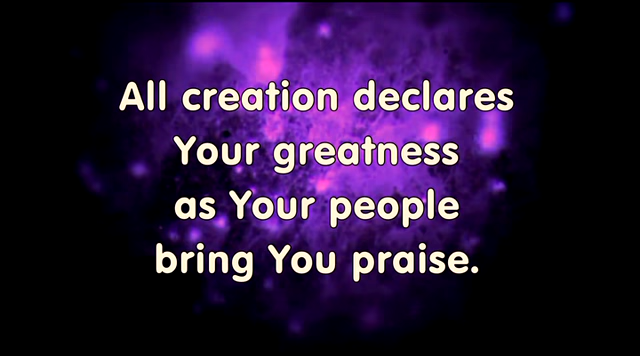 All creation declares
Your greatness
as Your people
bring You praise.